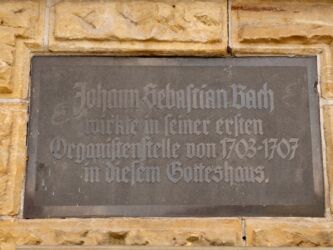 Johann Sebastian Bach
wirkte in seiner ersten
Organistenstelle von 1703-1707
in diesem Gotteshaus.